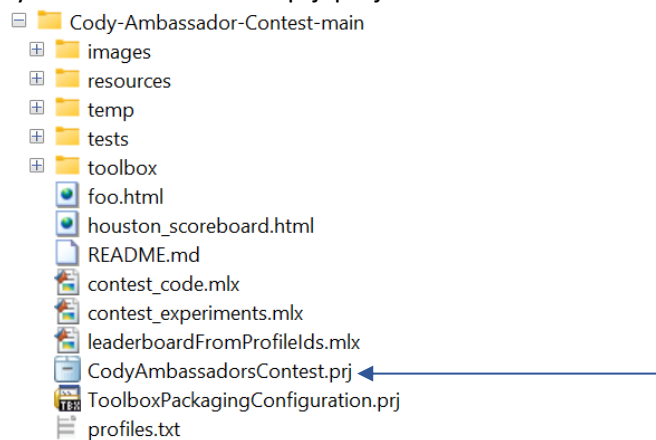 Cody-Ambassador-Contest-main
images
resources
temp
tests
toolbox
foo.html
houston_scoreboard.html
README.md
contest_code.mlx
contest_experiments.mlx
leaderboardFromProfileIds.mlx
CodyAmbassadorsContest.prj
ToolboxPackagingConfiguration.prj
profiles.txt